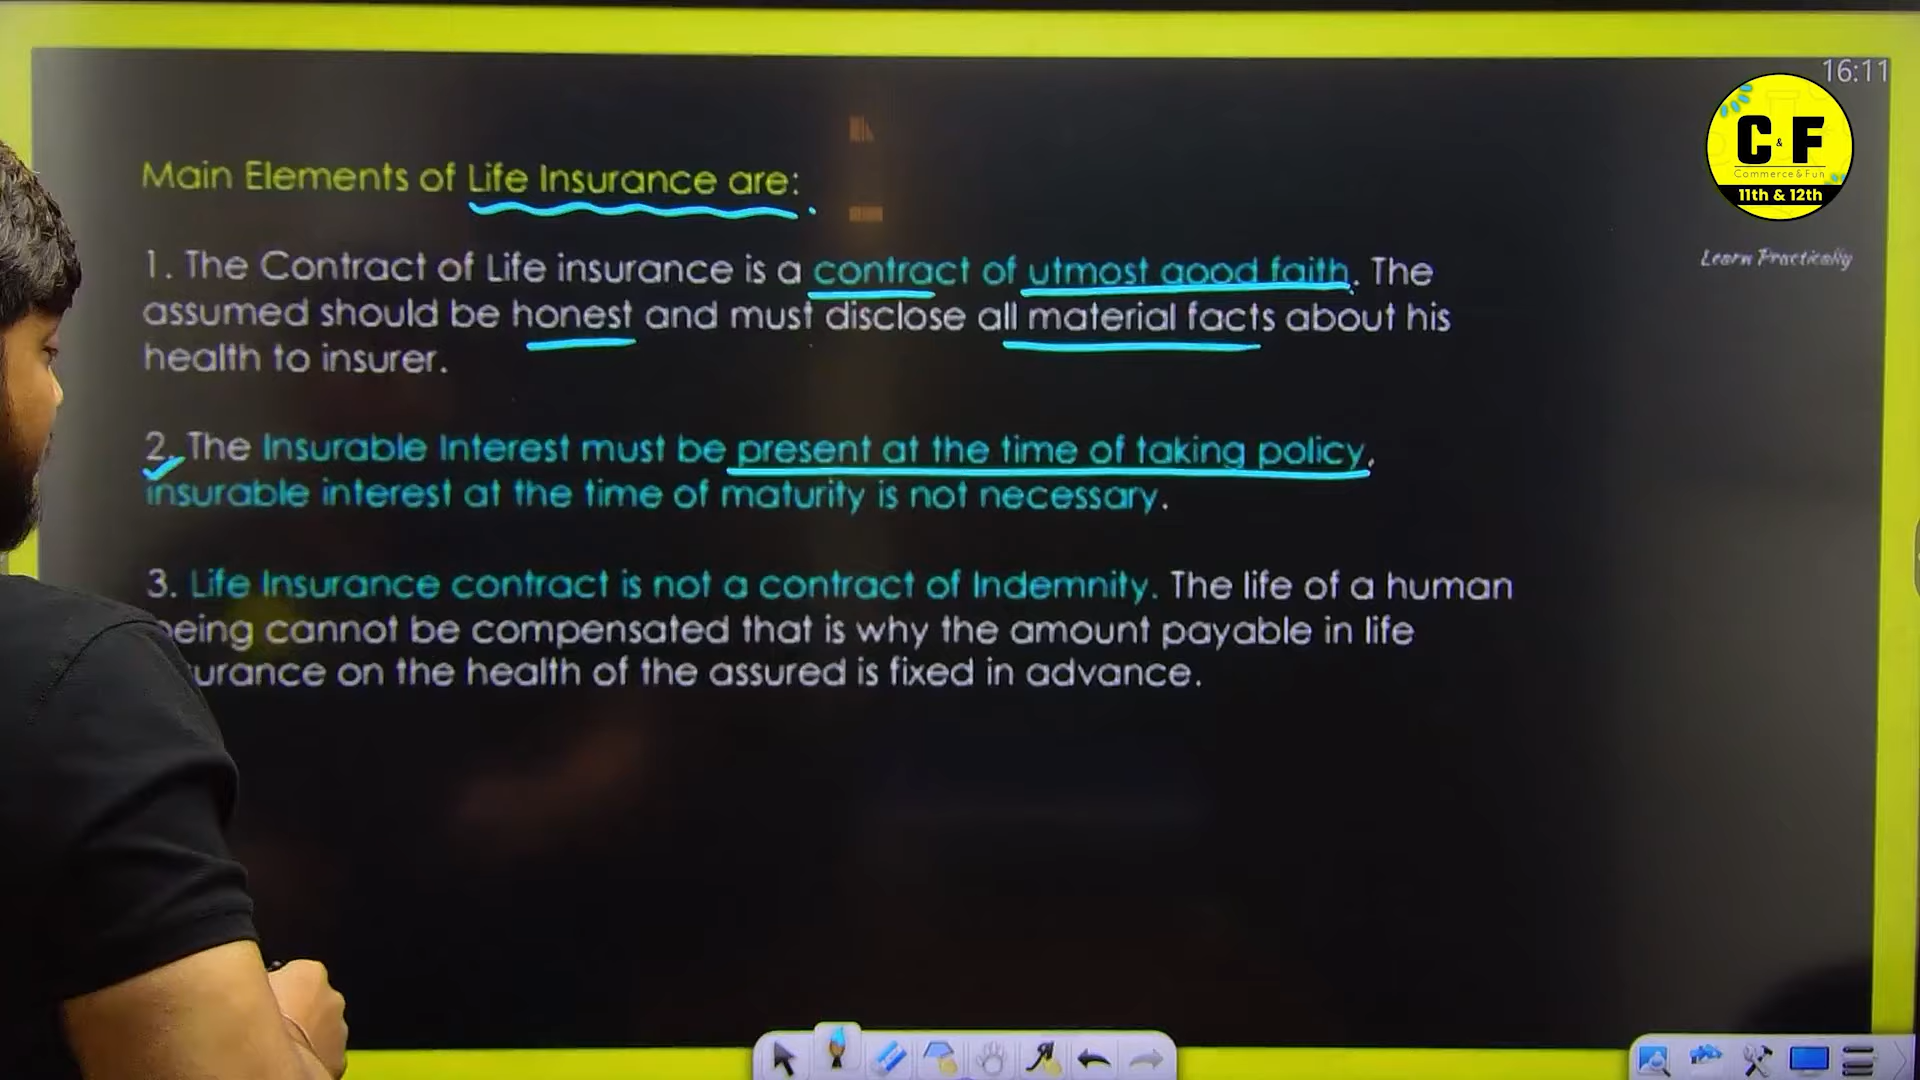 16:11
C & F
Commerce & Fun
11th & 12th
Learn Practically
Main Elements of Life Insurance are:
1. The Contract of Life insurance is a contract of utmost good faith. The
assumed should be honest and must disclose all material facts about his
health to insurer.
2. The Insurable Interest must be present at the time of taking policy,
insurable interest at the time of maturity is not necessary.
3. Life Insurance contract is not a contract of Indemnity. The life of a human
being cannot be compensated that is why the amount payable in life
urance on the health of the assured is fixed in advance.